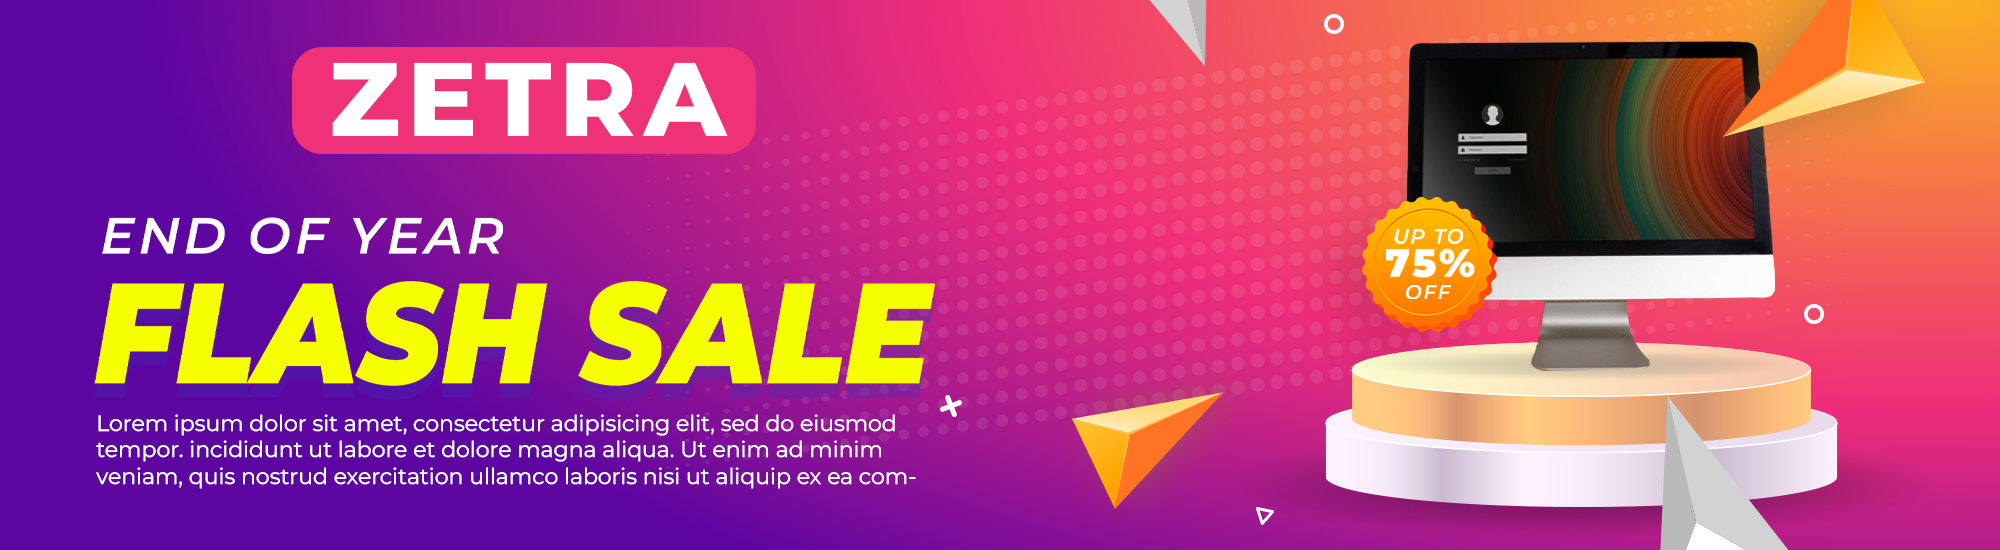 ZETRA
END OF YEAR
FLASH SALE
Lorem ipsum dolor sit amet, consectetur adipisicing elit, sed do eiusmod
tempor. incididunt ut labore et dolore magna aliqua. Ut enim ad minim
veniam, quis nostrud exercitation ullamco laboris nisi ut aliquip ex ea com-
UP TO
75%
OFF